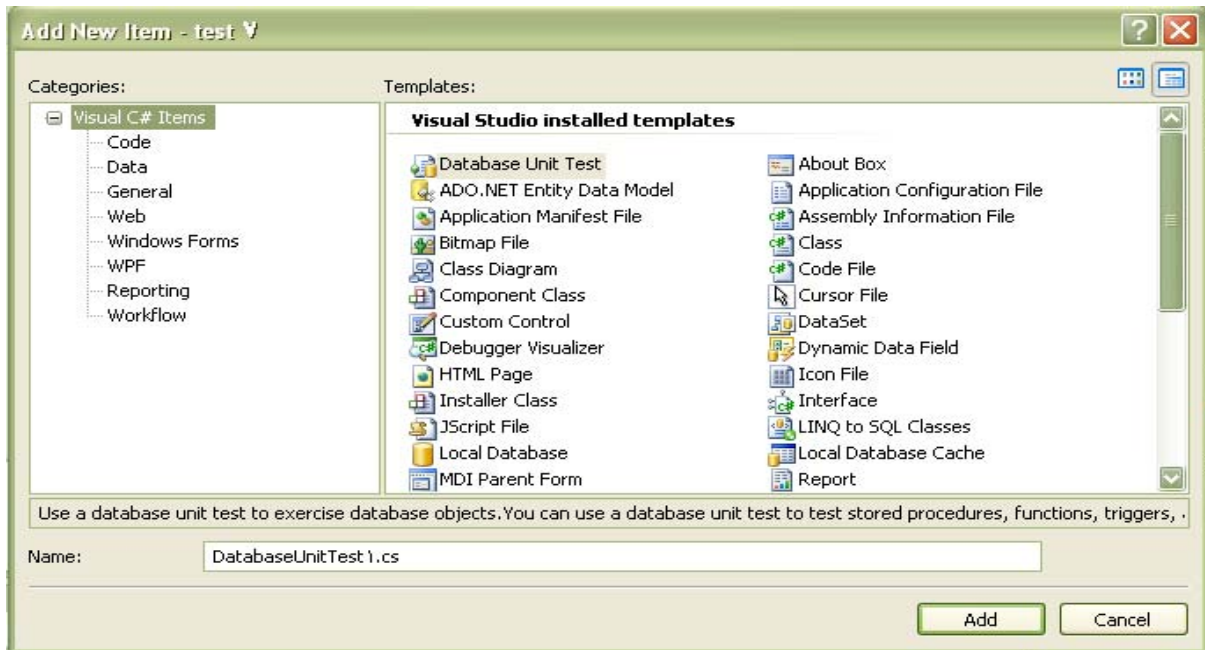 Add New Item - test ¥
Categories:
Templates:
Visual C# Items
Code
Data
General
Web
Windows Forms
WPF
Reporting
Workflow
Visual Studio installed templates
Database Unit Test
About Box
ADO.NET Entity Data Model
Application Configuration File
Application Manifest File
Assembly Information File
Bitmap File
Class
Class Diagram
Code File
Component Class
Cursor File
Custom Control
DataSet
Debugger Visualizer
Dynamic Data Field
HTML Page
Icon File
Installer Class
Interface
JScript File
LINQ to SQL Classes
Local Database
Local Database Cache
MDI Parent Form
Report
Use a database unit test to exercise database objects.You can use a database unit test to test stored procedures, functions, triggers, .
Name:
DatabaseUnitTest1.cs
Add
Cancel